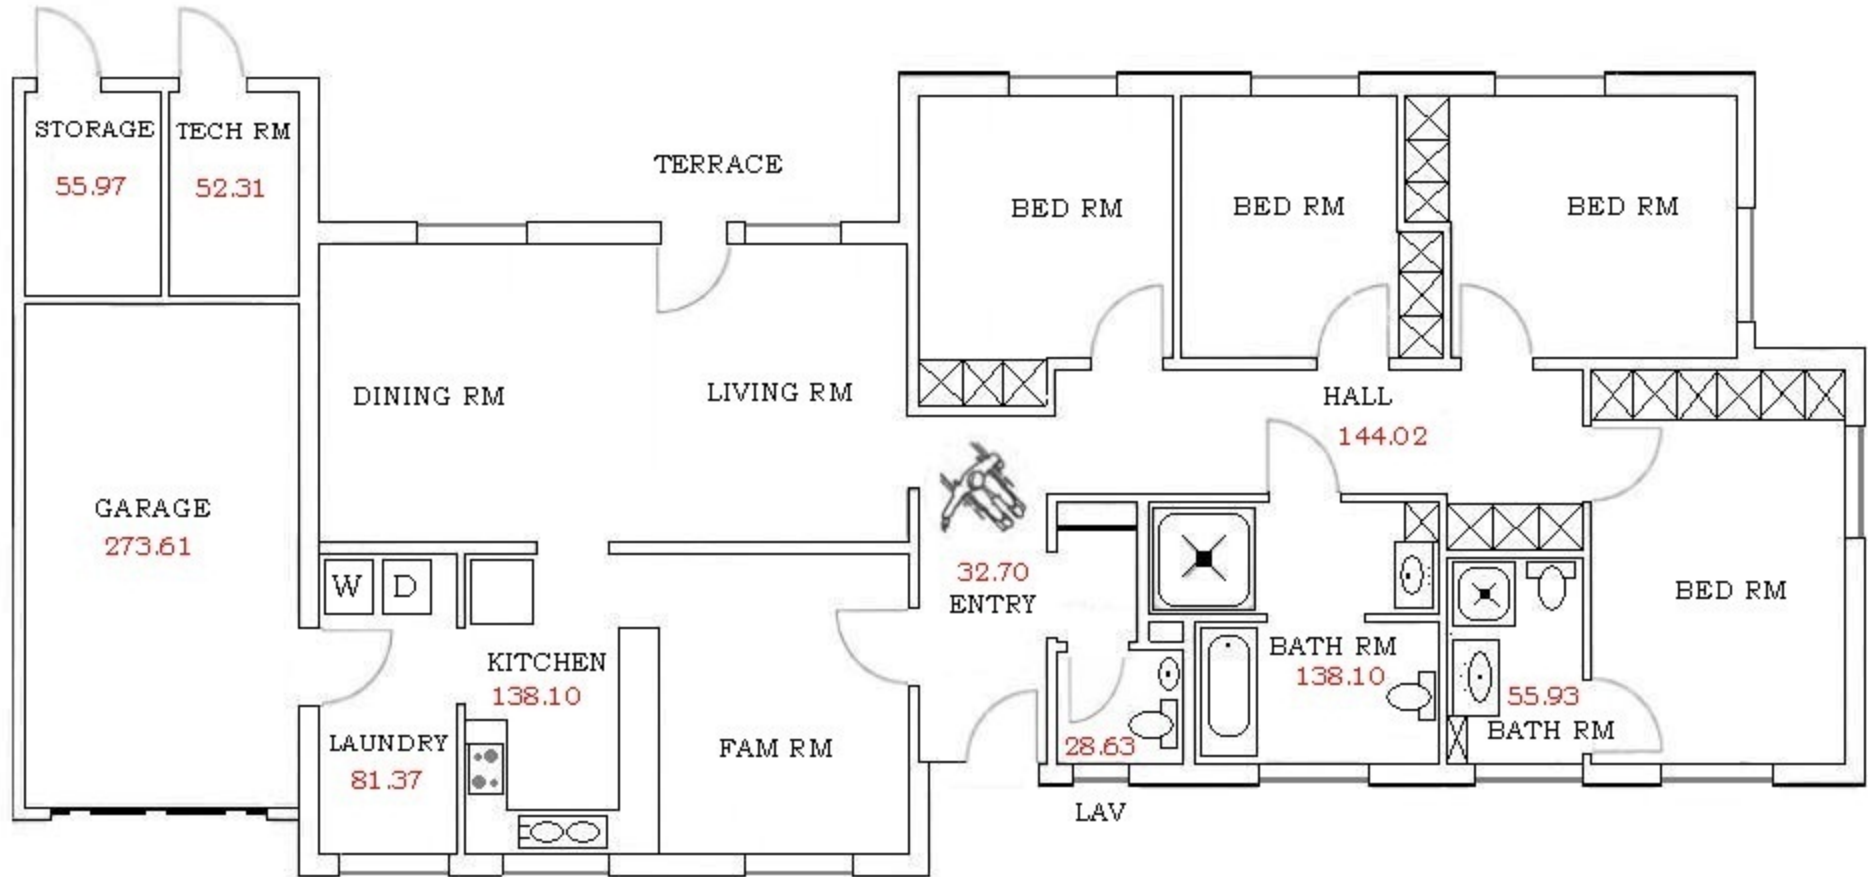 STORAGE
55.97
TECH RM
52.31
TERRACE
BED RM
BED RM
BED RM
DINING RM
LIVING RM
HALL
144.02
GARAGE
273.61
W
D
32.70
ENTRY
BED RM
KITCHEN
138.10
BATH RM
138.10
55.93
BATH RM
LAUNDRY
81.37
FAM RM
28.63
LAV